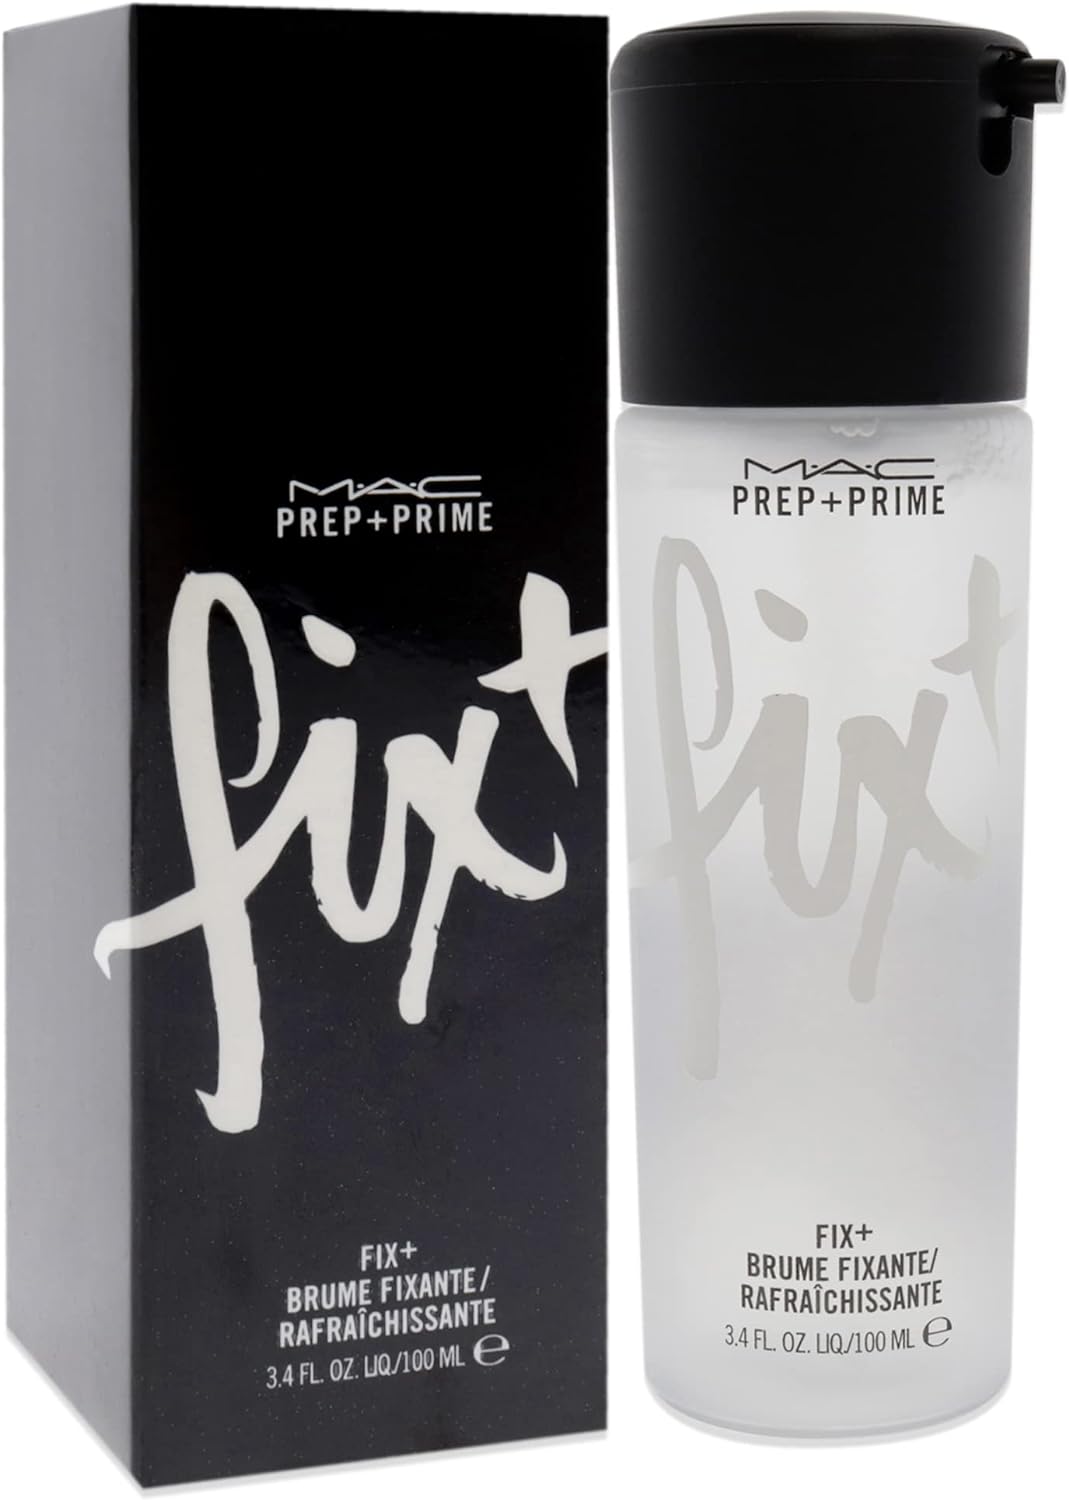 M·A·C
PREP+PRIME
fix+
FIX+
BRUME FIXANTE/
RAFRAÎCHISSANTE
3.4 FL. OZ. LIQ./100 ML ℮
M·A·C
PREP+PRIME
fix+
FIX+
BRUME FIXANTE/
RAFRAÎCHISSANTE
3.4 FL. OZ. LIQ./100 ML ℮